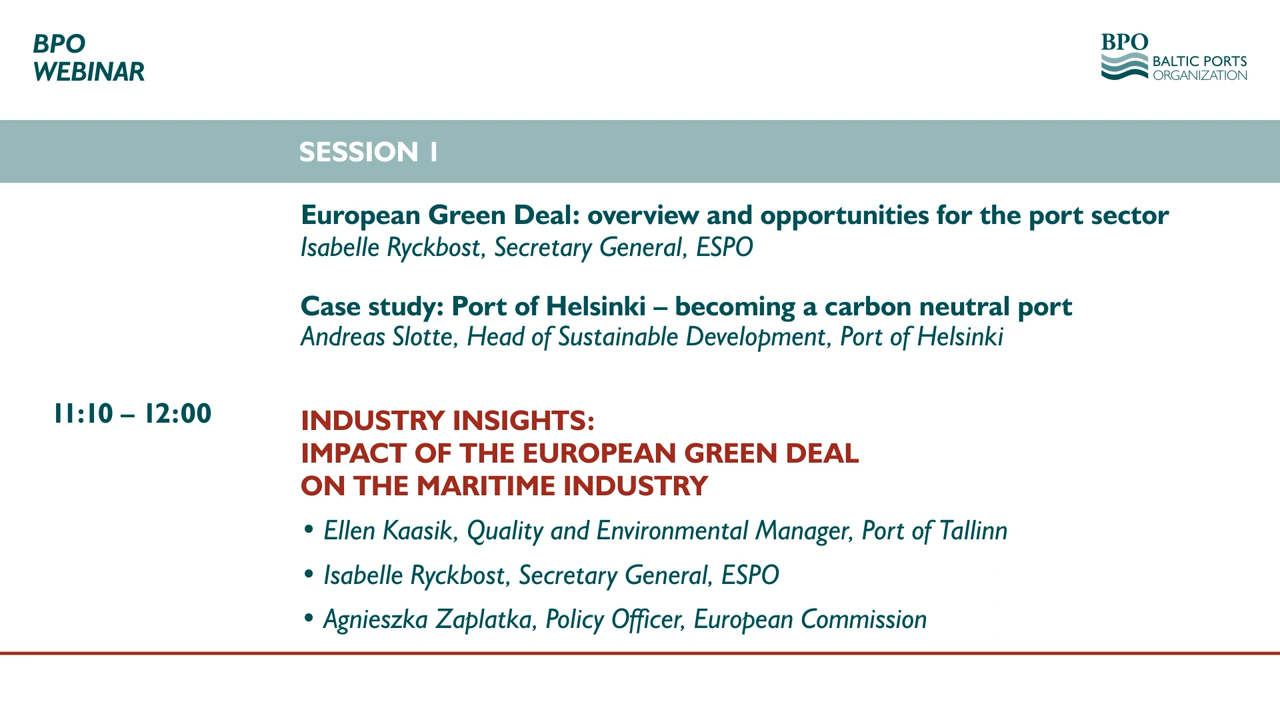 BPO
WEBINAR
BPO
BALTIC PORTS
ORGANIZATION
SESSION 1
European Green Deal: overview and opportunities for the port sector
Isabelle Ryckbost, Secretary General, ESPO
Case study: Port of Helsinki – becoming a carbon neutral port
Andreas Slotte, Head of Sustainable Development, Port of Helsinki
11:10 – 12:00
INDUSTRY INSIGHTS:
IMPACT OF THE EUROPEAN GREEN DEAL
ON THE MARITIME INDUSTRY
• Ellen Kaasik, Quality and Environmental Manager, Port of Tallinn
• Isabelle Ryckbost, Secretary General, ESPO
• Agnieszka Zaplatka, Policy Officer, European Commission